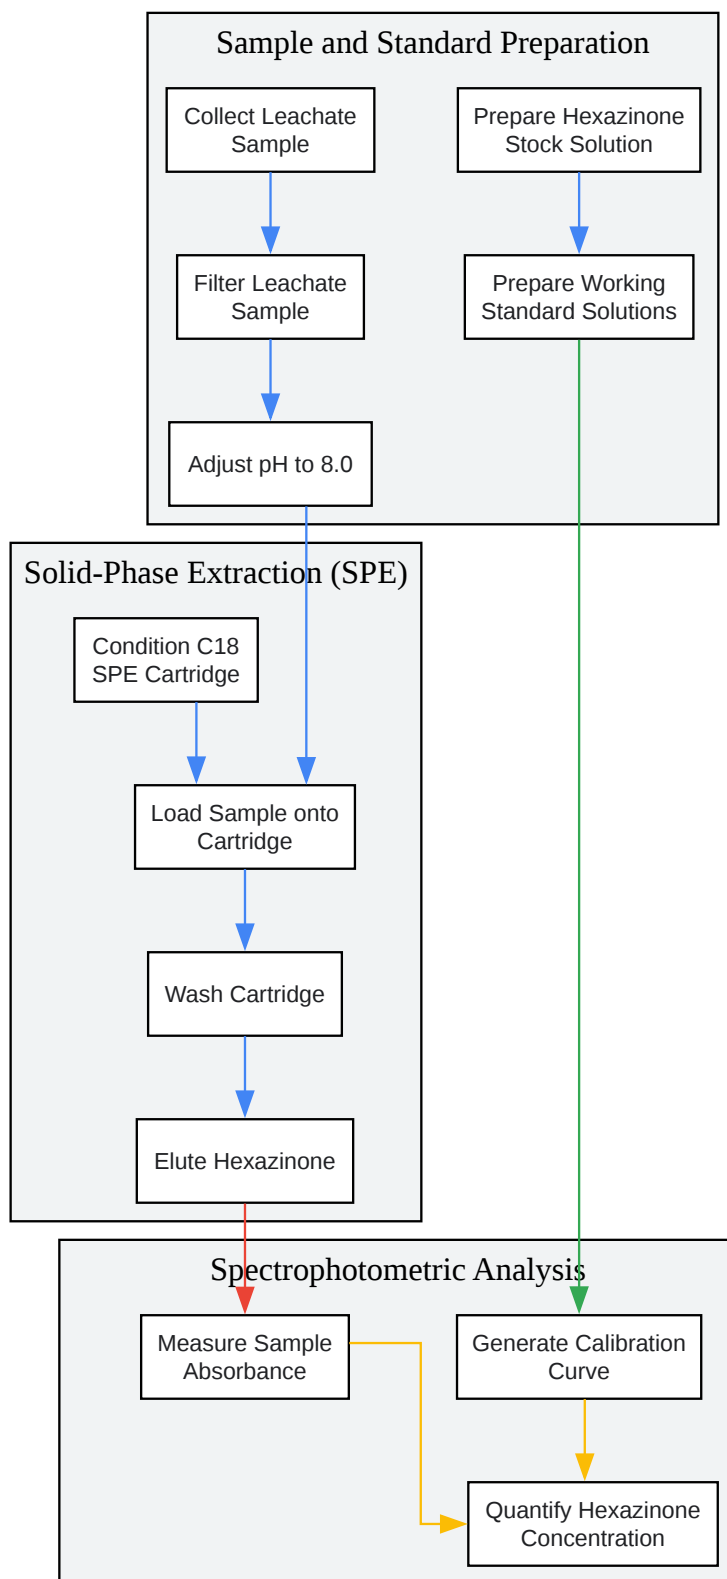 Sample and Standard Preparation
Collect Leachate
Sample
Prepare Hexazinone
Stock Solution
Filter Leachate
Sample
Prepare Working
Standard Solutions
Adjust pH to 8.0
Solid-Phase Extraction (SPE)
Condition C18
SPE Cartridge
Load Sample onto
Cartridge
Wash Cartridge
Elute Hexazinone
Spectrophotometric Analysis
Measure Sample
Absorbance
Generate Calibration
Curve
Quantify Hexazinone
Concentration